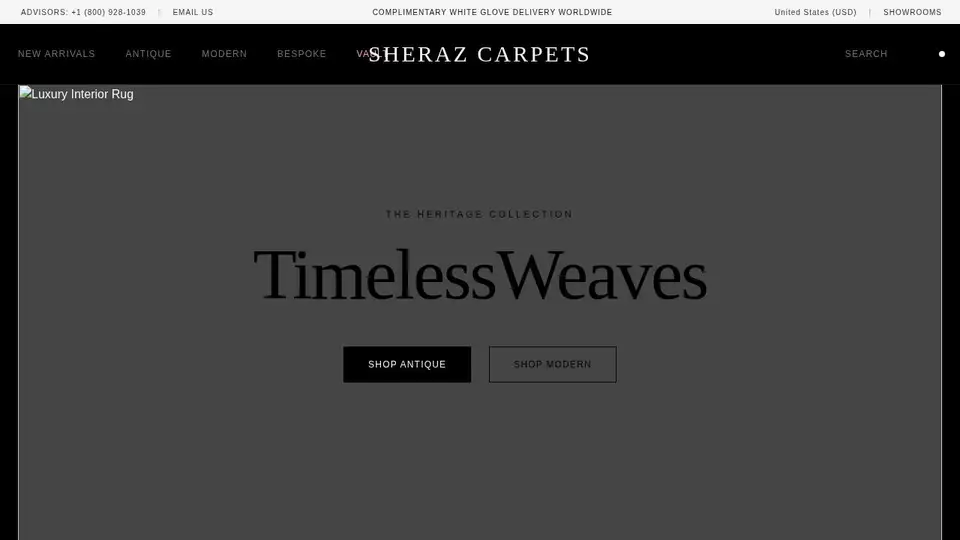 ADVISORS: +1 (800) 928-1039 | EMAIL US
COMPLIMENTARY WHITE GLOVE DELIVERY WORLDWIDE
United States (USD) | SHOWROOMS
NEW ARRIVALS ANTIQUE MODERN BESPOKE
SHERAZ CARPETS
SEARCH
Luxury Interior Rug
THE HERITAGE COLLECTION
TimelessWeaves
SHOP ANTIQUE
SHOP MODERN